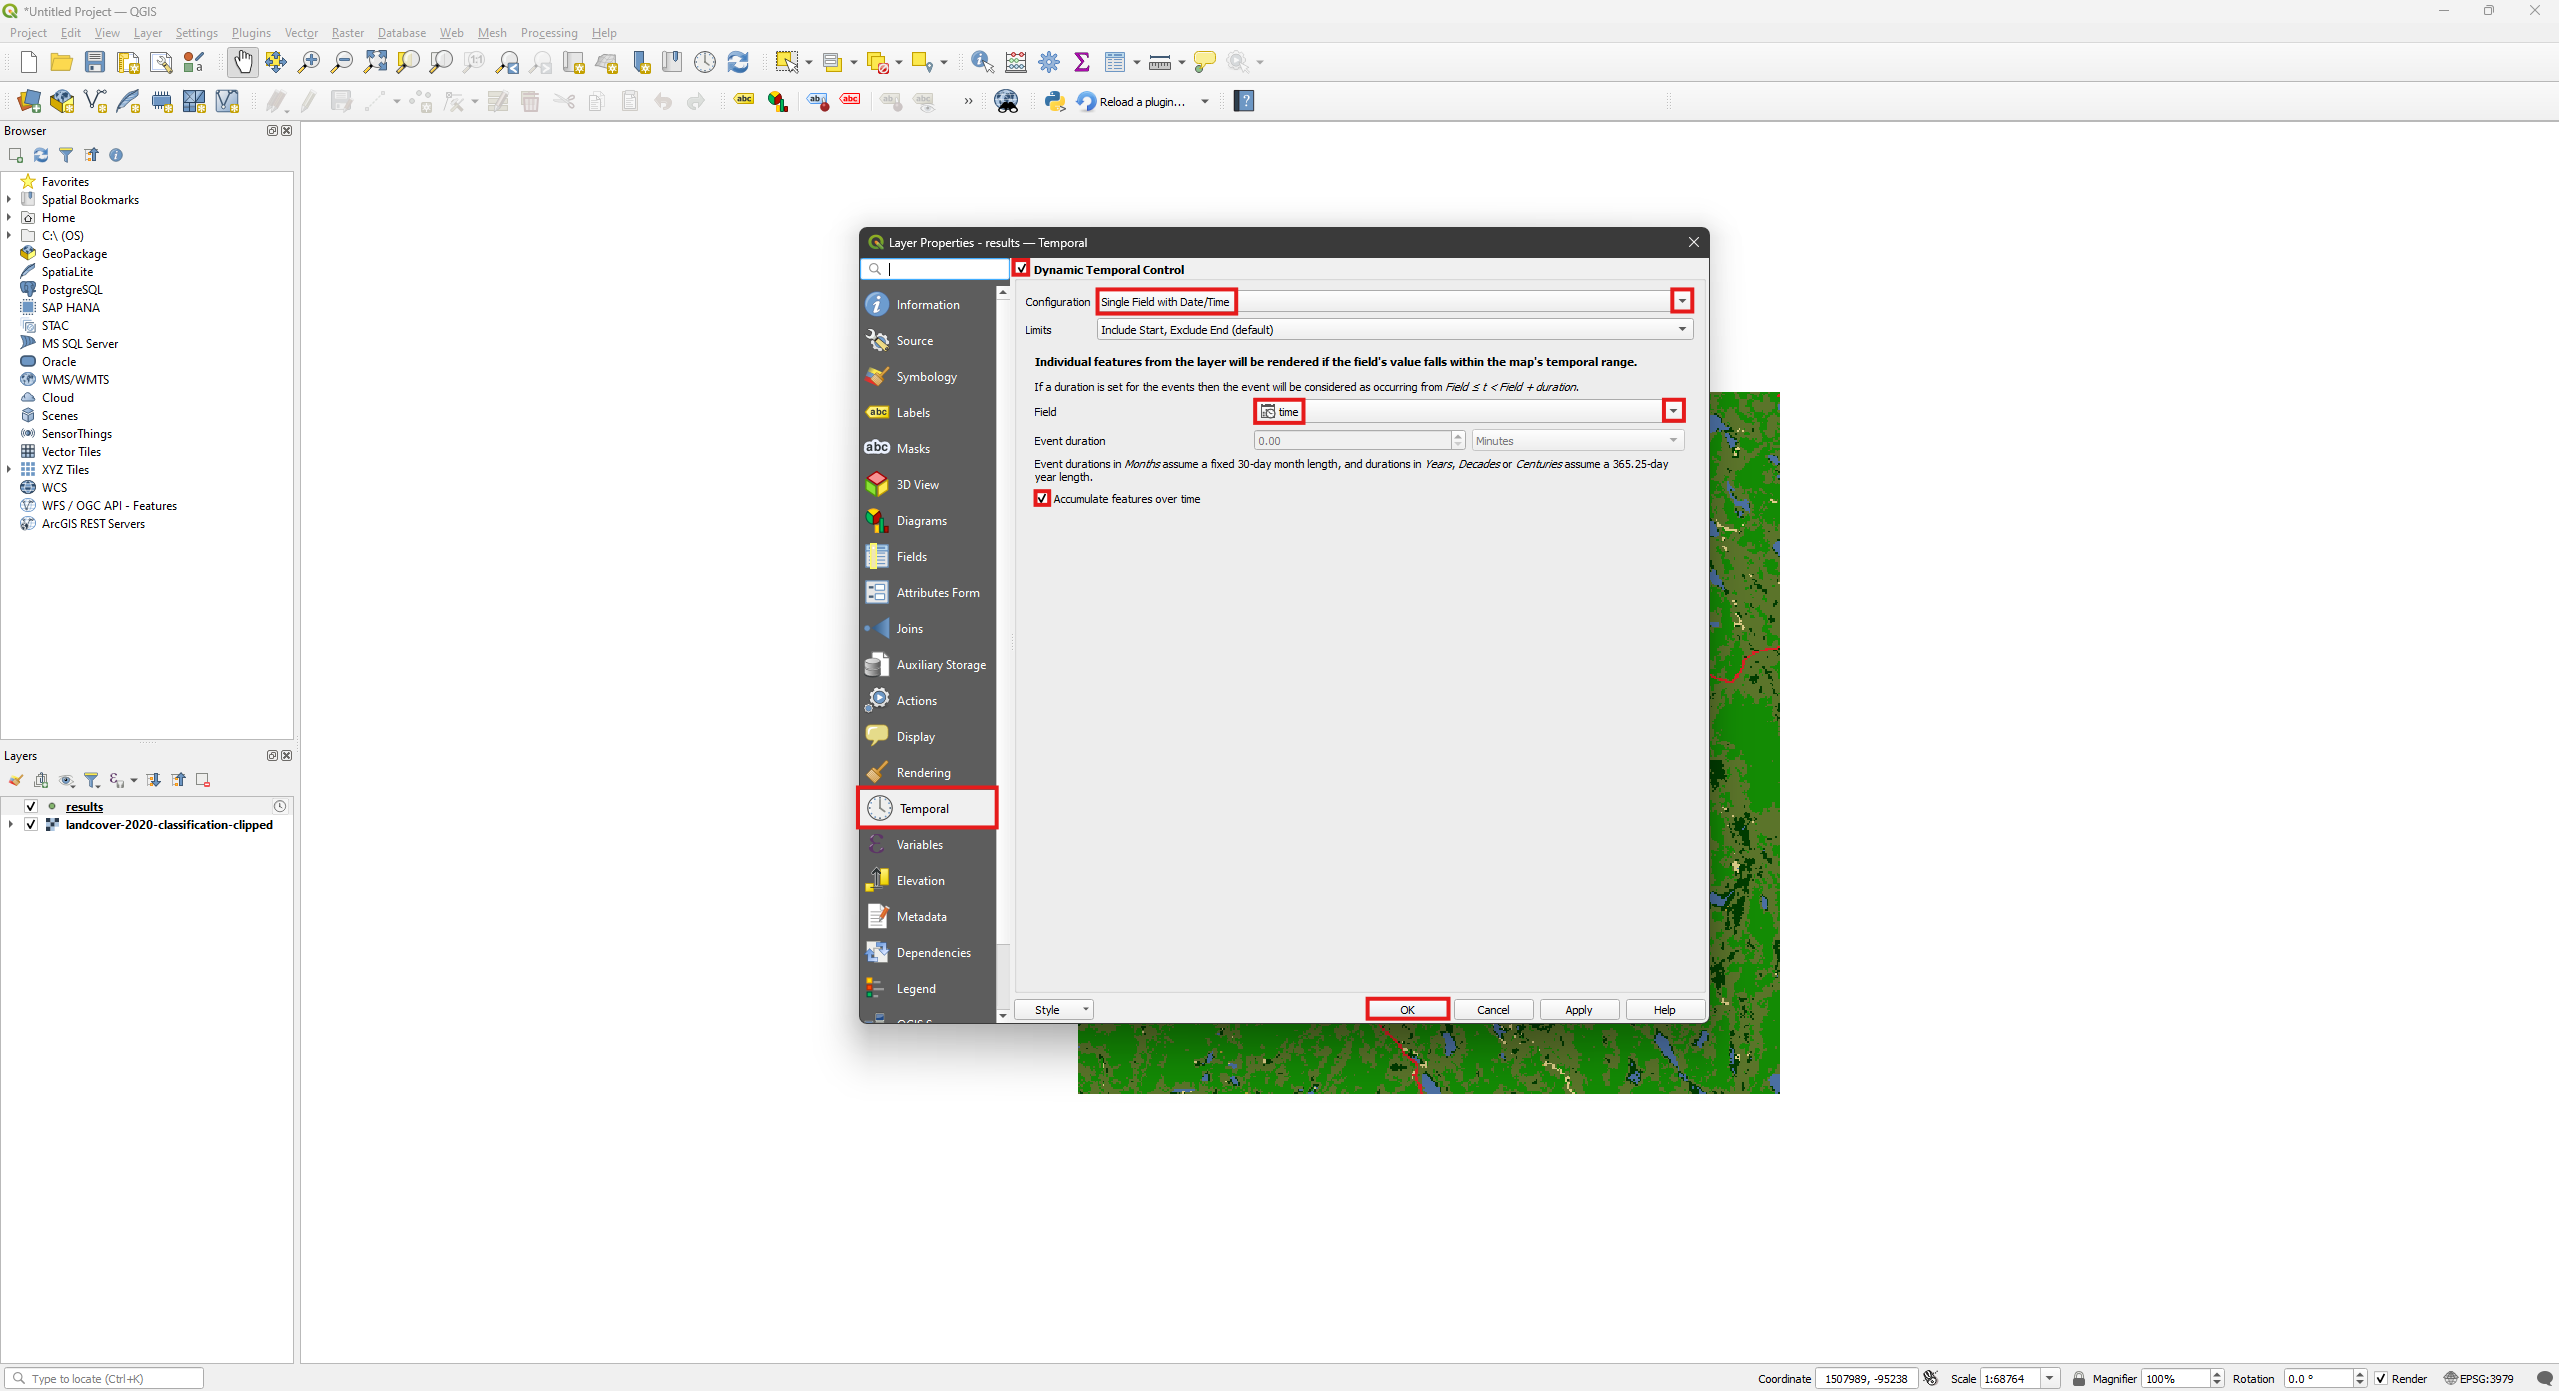 *Untitled Project — QGIS
Project Edit View Layer Settings Plugins Vector Raster Database Web Mesh Processing Help
Reload a plugin...
Browser
Favorites
Spatial Bookmarks
Home
C:\ (OS)
GeoPackage
SpatiaLite
PostgreSQL
SAP HANA
STAC
MS SQL Server
Oracle
WMS/WMTS
Cloud
Scenes
SensorThings
Vector Tiles
XYZ Tiles
WCS
WFS / OGC API - Features
ArcGIS REST Servers
Layers
results
landcover-2020-classification-clipped
Layer Properties - results — Temporal
Information
Source
Symbology
Labels
Masks
3D View
Diagrams
Fields
Attributes Form
Joins
Auxiliary Storage
Actions
Display
Rendering
Temporal
Variables
Elevation
Metadata
Dependencies
Legend
Dynamic Temporal Control
Configuration Single Field with Date/Time
Limits Include Start, Exclude End (default)
Individual features from the layer will be rendered if the field's value falls within the map's temporal range.
If a duration is set for the events then the event will be considered as occurring from Field ≤ t < Field + duration.
Field time
Event duration 0.00 Minutes
Event durations in Months assume a fixed 30-day month length, and durations in Years, Decades or Centuries assume a 365.25-day
year length.
Accumulate features over time
Style OK Cancel Apply Help
Type to locate (Ctrl+K) Coordinate 1507989, -95238 Scale 1:68764 Magnifier 100% Rotation 0.0 ° Render EPSG:3979